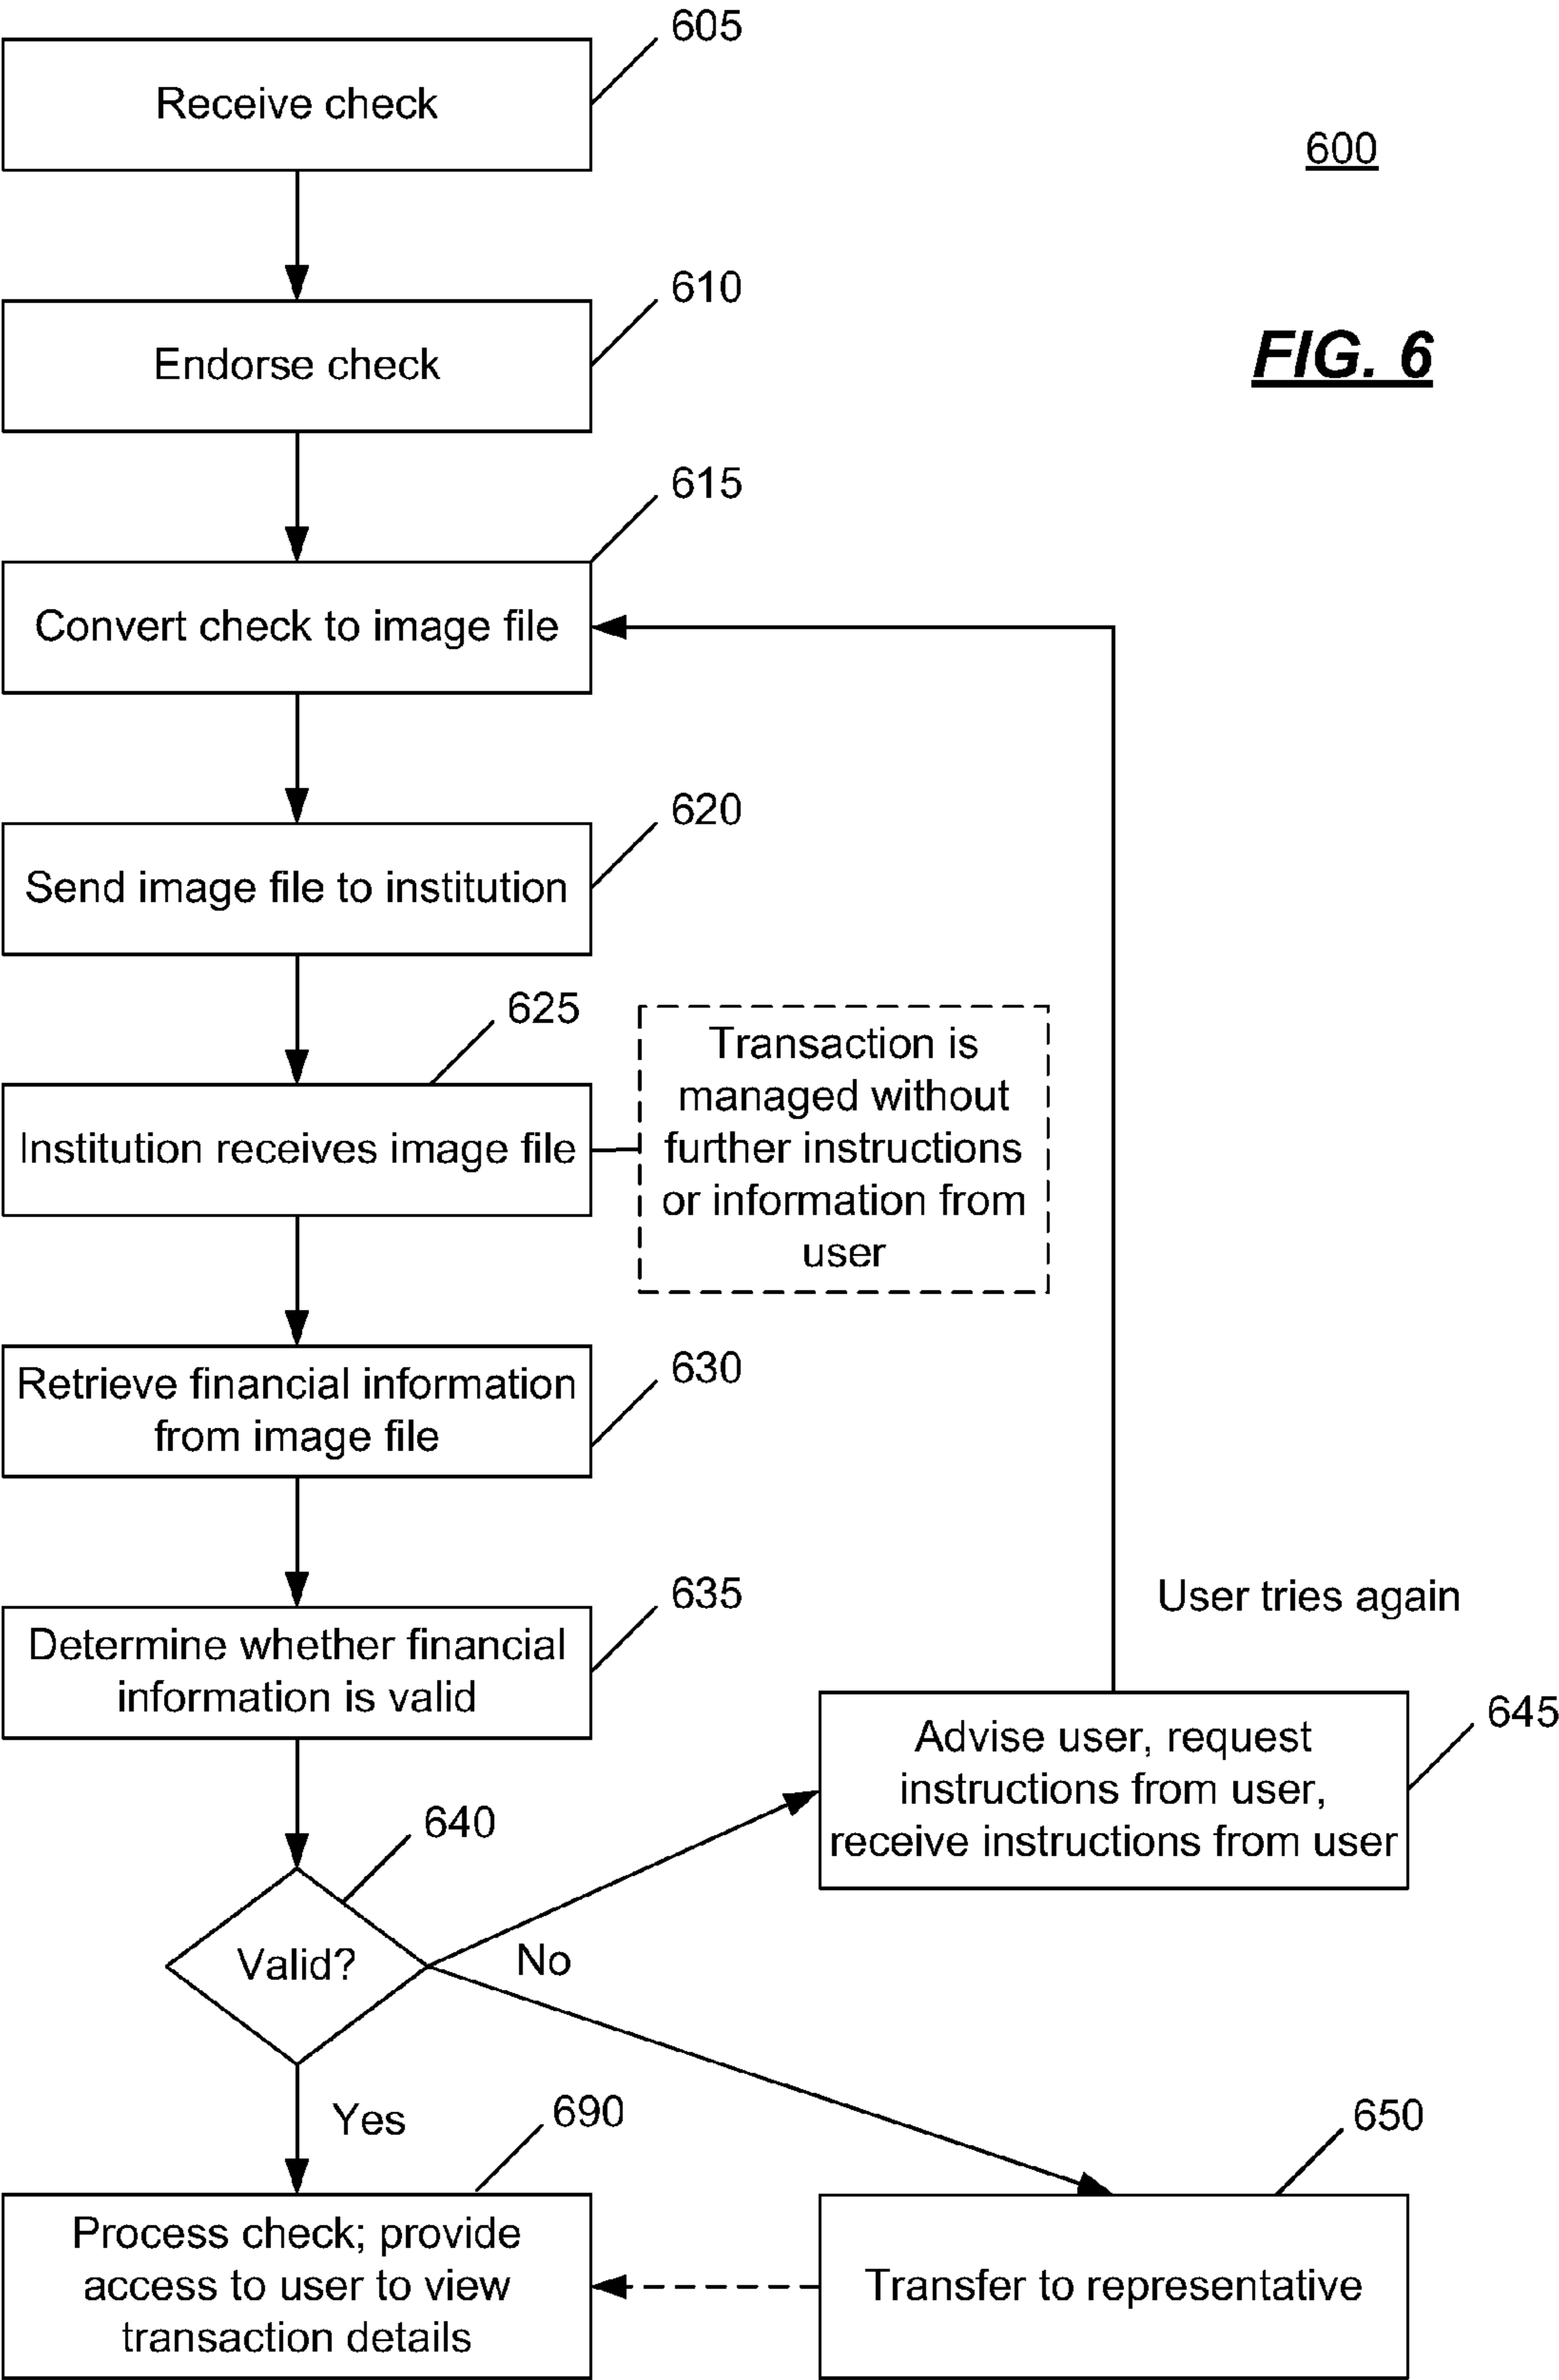 605
Receive check
600
610
Endorse check
FIG. 6
615
Convert check to image file
620
Send image file to institution
625
Institution receives image file
Transaction is
managed without
further instructions
or information from
user
630
Retrieve financial information
from image file
635
Determine whether financial
information is valid
User tries again
645
Advise user, request
instructions from user,
receive instructions from user
640
Valid?
No
Yes
690
Process check; provide
access to user to view
transaction details
650
Transfer to representative